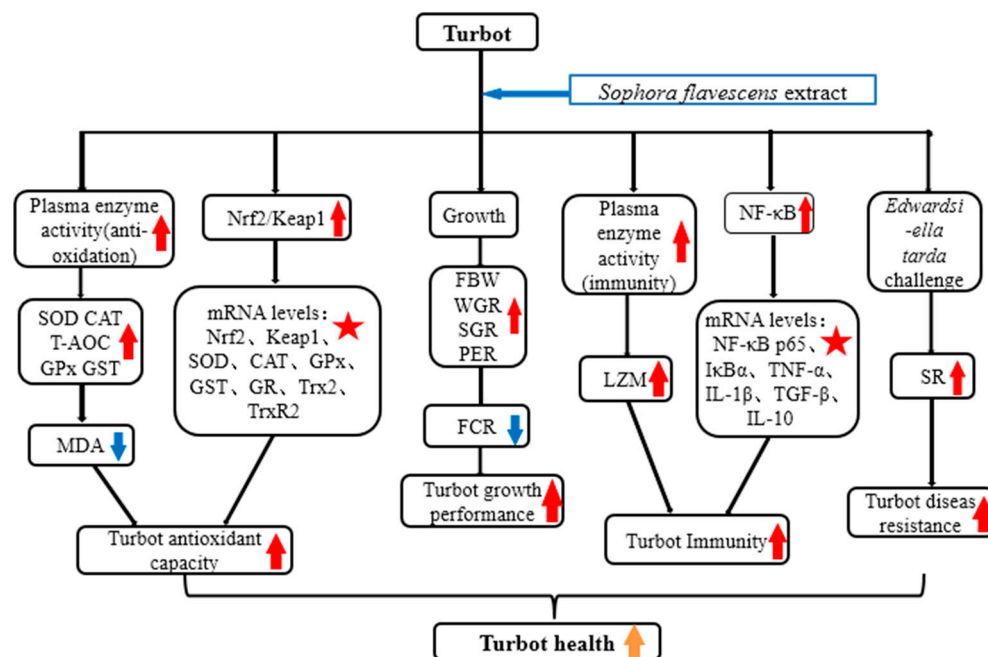 Turbot
Sophora flavescens extract
Plasma enzyme
activity(anti-
oxidation)
Nrf2/Keap1
Growth
Plasma
enzyme
activity
(immunity)
NF-κB
Edwardsi
-ella
tarda
challenge
SOD CAT
T-AOC
GPx GST
mRNA levels：
Nrf2、Keap1、
SOD、CAT、GPx、
GST、GR、Trx2、
TrxR2
FBW
WGR
SGR
PER
LZM
mRNA levels：
NF-κB p65、
IκBα、TNF-α、
IL-1β、TGF-β、
IL-10
SR
MDA
FCR
Turbot antioxidant
capacity
Turbot growth
performance
Turbot Immunity
Turbot diseas
resistance
Turbot health